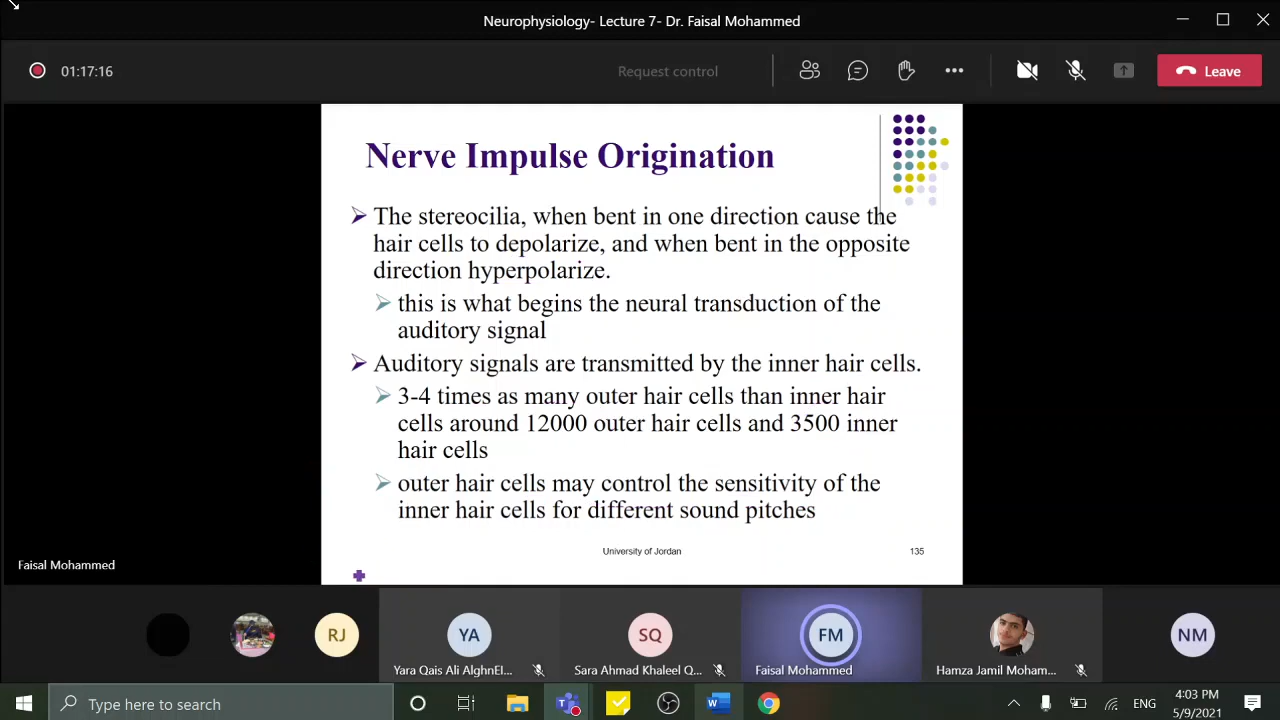 Neurophysiology- Lecture 7- Dr. Faisal Mohammed
01:17:16
Request control
Leave
Nerve Impulse Origination
The stereocilia, when bent in one direction cause the
hair cells to depolarize, and when bent in the opposite
direction hyperpolarize.
this is what begins the neural transduction of the
auditory signal
Auditory signals are transmitted by the inner hair cells.
3-4 times as many outer hair cells than inner hair
cells around 12000 outer hair cells and 3500 inner
hair cells
outer hair cells may control the sensitivity of the
inner hair cells for different sound pitches
University of Jordan
135
Faisal Mohammed
RJ
YA
SQ
FM
NM
Yara Qais Ali AlghnEl...
Sara Ahmad Khaleel Q...
Faisal Mohammed
Hamza Jamil Moham...
Type here to search
ENG
4:03 PM
5/9/2021